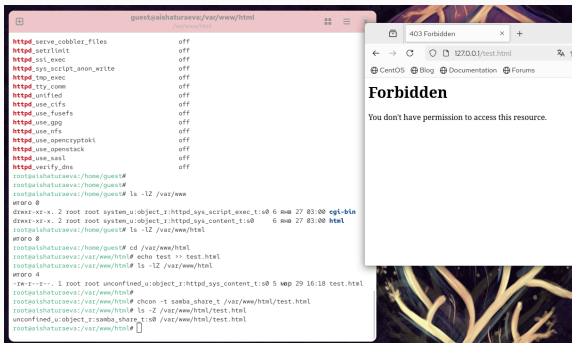 guest@aishaturaeva:/var/www/html
/var/www/html
httpd_serve_cobbler_files off
httpd_setrlimit off
httpd_ssi_exec off
httpd_sys_script_anon_write off
httpd_tmp_exec off
httpd_tty_comm off
httpd_unified off
httpd_use_cifs off
httpd_use_fusefs off
httpd_use_gpg off
httpd_use_nfs off
httpd_use_opencryptoki off
httpd_use_openstack off
httpd_use_sasl off
httpd_verify_dns off
root@aishaturaeva:/home/guest#
root@aishaturaeva:/home/guest#
root@aishaturaeva:/home/guest# ls -lZ /var/www
итого 0
drwxr-xr-x. 2 root root system_u:object_r:httpd_sys_script_exec_t:s0 6 янв 27 03:00 cgi-bin
drwxr-xr-x. 2 root root system_u:object_r:httpd_sys_content_t:s0 6 янв 27 03:00 html
root@aishaturaeva:/home/guest# ls -lZ /var/www/html
итого 0
root@aishaturaeva:/home/guest# cd /var/www/html
root@aishaturaeva:/var/www/html# echo test >> test.html
root@aishaturaeva:/var/www/html# ls -lZ /var/www/html
итого 4
-rw-r--r--. 1 root root unconfined_u:object_r:httpd_sys_content_t:s0 5 мар 29 16:18 test.html
root@aishaturaeva:/var/www/html#
root@aishaturaeva:/var/www/html# chcon -t samba_share_t /var/www/html/test.html
root@aishaturaeva:/var/www/html# ls -Z /var/www/html/test.html
unconfined_u:object_r:samba_share_t:s0 /var/www/html/test.html
root@aishaturaeva:/var/www/html#
403 Forbidden
127.0.0.1/test.html
CentOS Blog Documentation Forums
Forbidden
You don't have permission to access this resource.